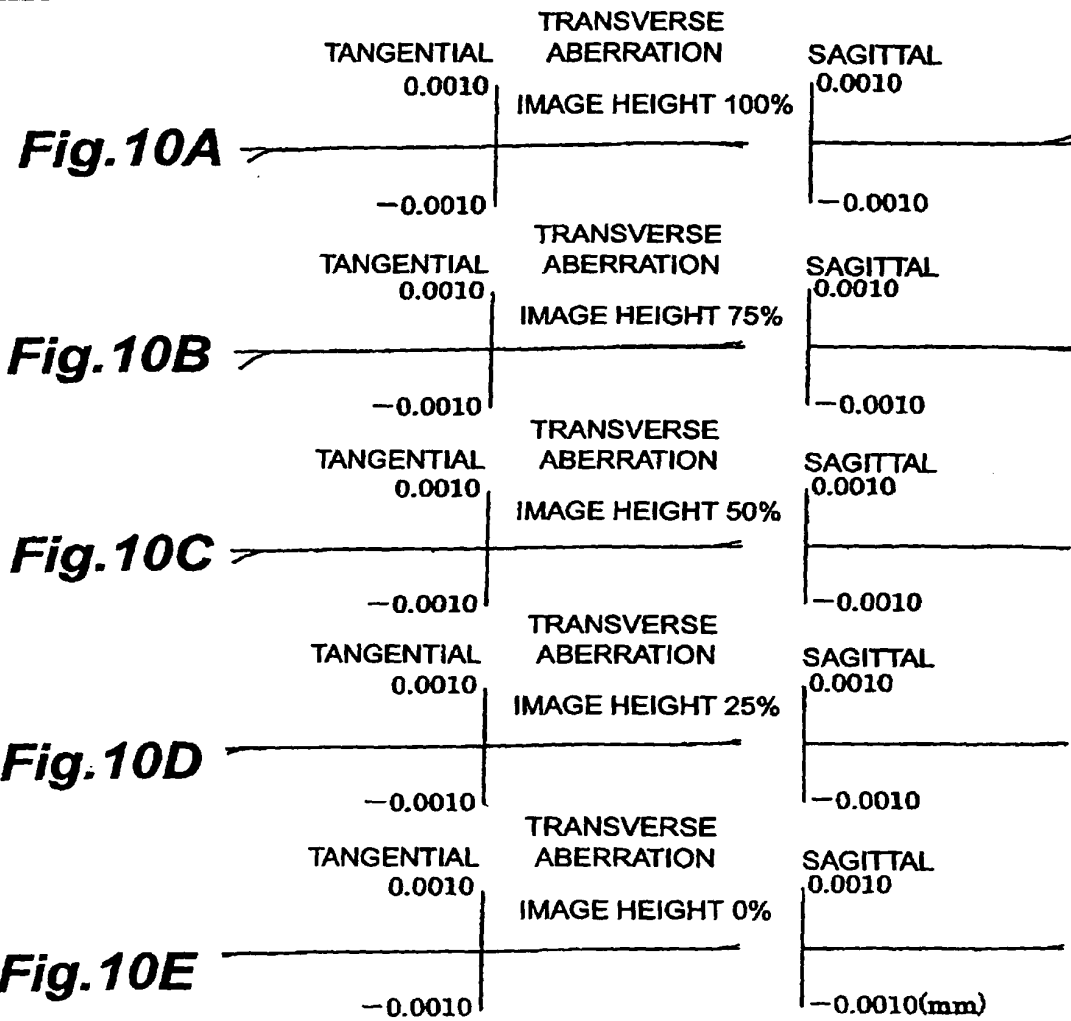 TRANSVERSE
TANGENTIAL ABERRATION SAGITTAL
0.0010 0.0010
IMAGE HEIGHT 100%
Fig.10A
−0.0010 −0.0010
TRANSVERSE
TANGENTIAL ABERRATION SAGITTAL
0.0010 0.0010
IMAGE HEIGHT 75%
Fig.10B
−0.0010 −0.0010
TRANSVERSE
TANGENTIAL ABERRATION SAGITTAL
0.0010 0.0010
IMAGE HEIGHT 50%
Fig.10C
−0.0010 −0.0010
TRANSVERSE
TANGENTIAL ABERRATION SAGITTAL
0.0010 0.0010
IMAGE HEIGHT 25%
Fig.10D
−0.0010 −0.0010
TRANSVERSE
TANGENTIAL ABERRATION SAGITTAL
0.0010 0.0010
IMAGE HEIGHT 0%
Fig.10E
−0.0010 −0.0010(mm)